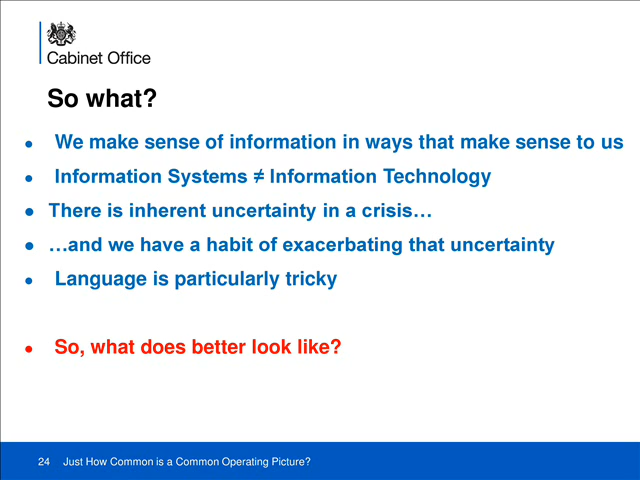 Cabinet Office
So what?
● We make sense of information in ways that make sense to us
● Information Systems ≠ Information Technology
● There is inherent uncertainty in a crisis…
● …and we have a habit of exacerbating that uncertainty
● Language is particularly tricky
● So, what does better look like?
24 Just How Common is a Common Operating Picture?